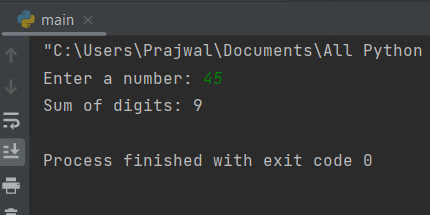 main
"C:\Users\Prajwal\Documents\All Python
Enter a number: 45
Sum of digits: 9
Process finished with exit code 0